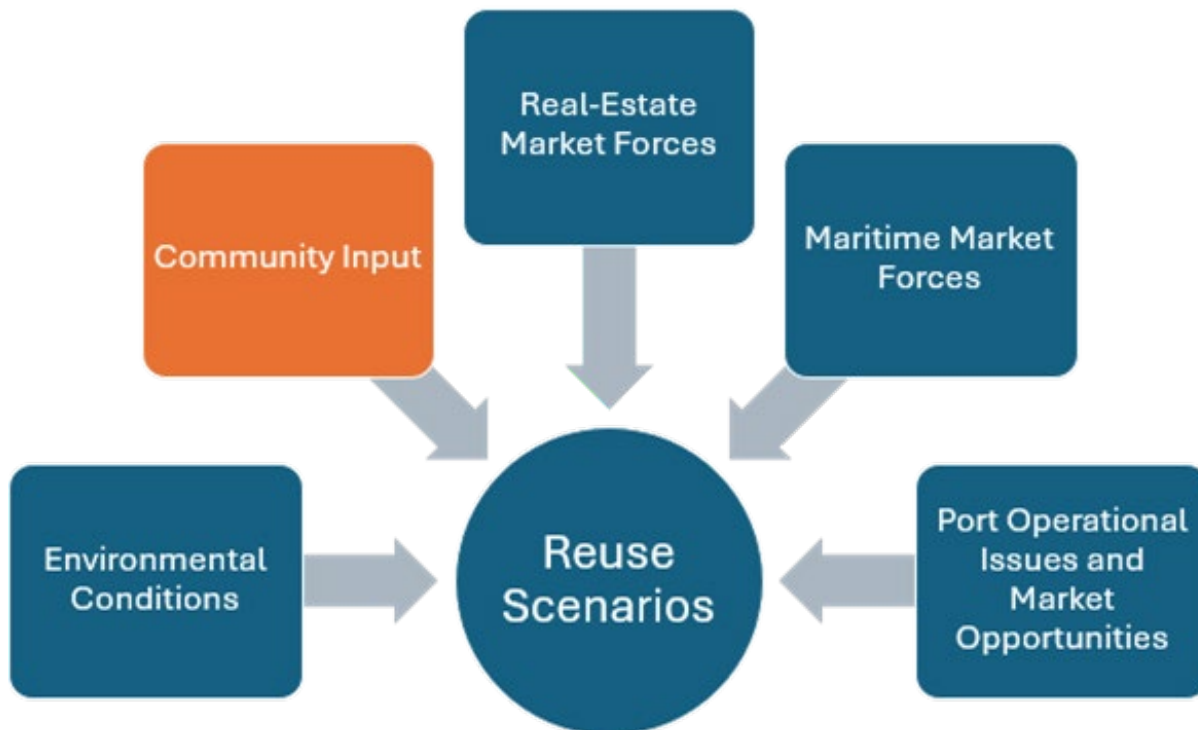 Real-Estate
Market Forces
Community Input
Maritime Market
Forces
Environmental
Conditions
Reuse
Scenarios
Port Operational
Issues and
Market
Opportunities